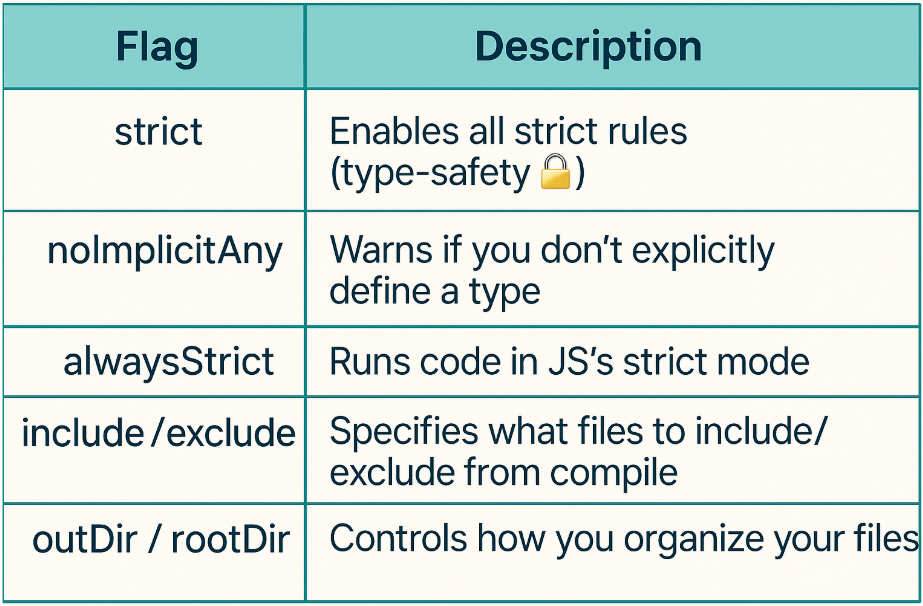 Flag Description
strict Enables all strict rules
(type-safety 🔒)
noImplicitAny Warns if you don’t explicitly
define a type
alwaysStrict Runs code in JS’s strict mode
include/exclude Specifies what files to include/
exclude from compile
outDir / rootDir Controls how you organize your files